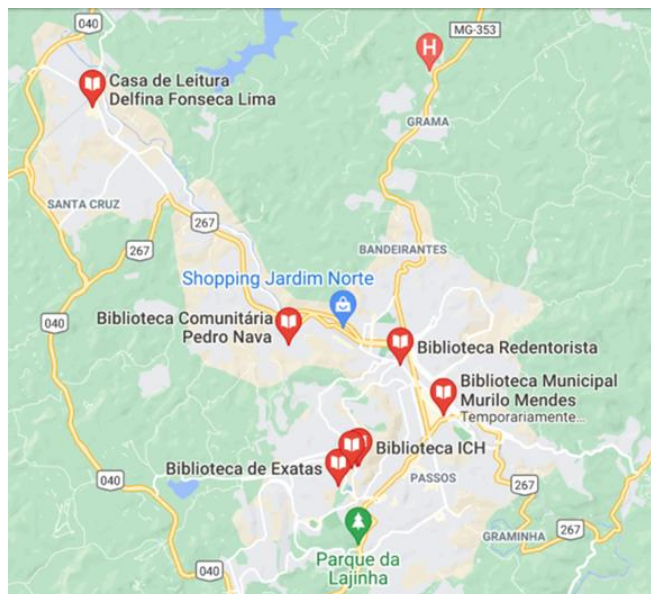 040
MG-353
H
Casa de Leitura
Delfina Fonseca Lima
GRAMA
SANTA CRUZ
267
267
BANDEIRANTES
Shopping Jardim Norte
040
Biblioteca Comunitária
Pedro Nava
Biblioteca Redentorista
Biblioteca Municipal
Murilo Mendes
Temporariamente...
Biblioteca ICH
Biblioteca de Exatas
PASSOS
040
267
GRAMINHA
267
Parque da
Lajinha
040